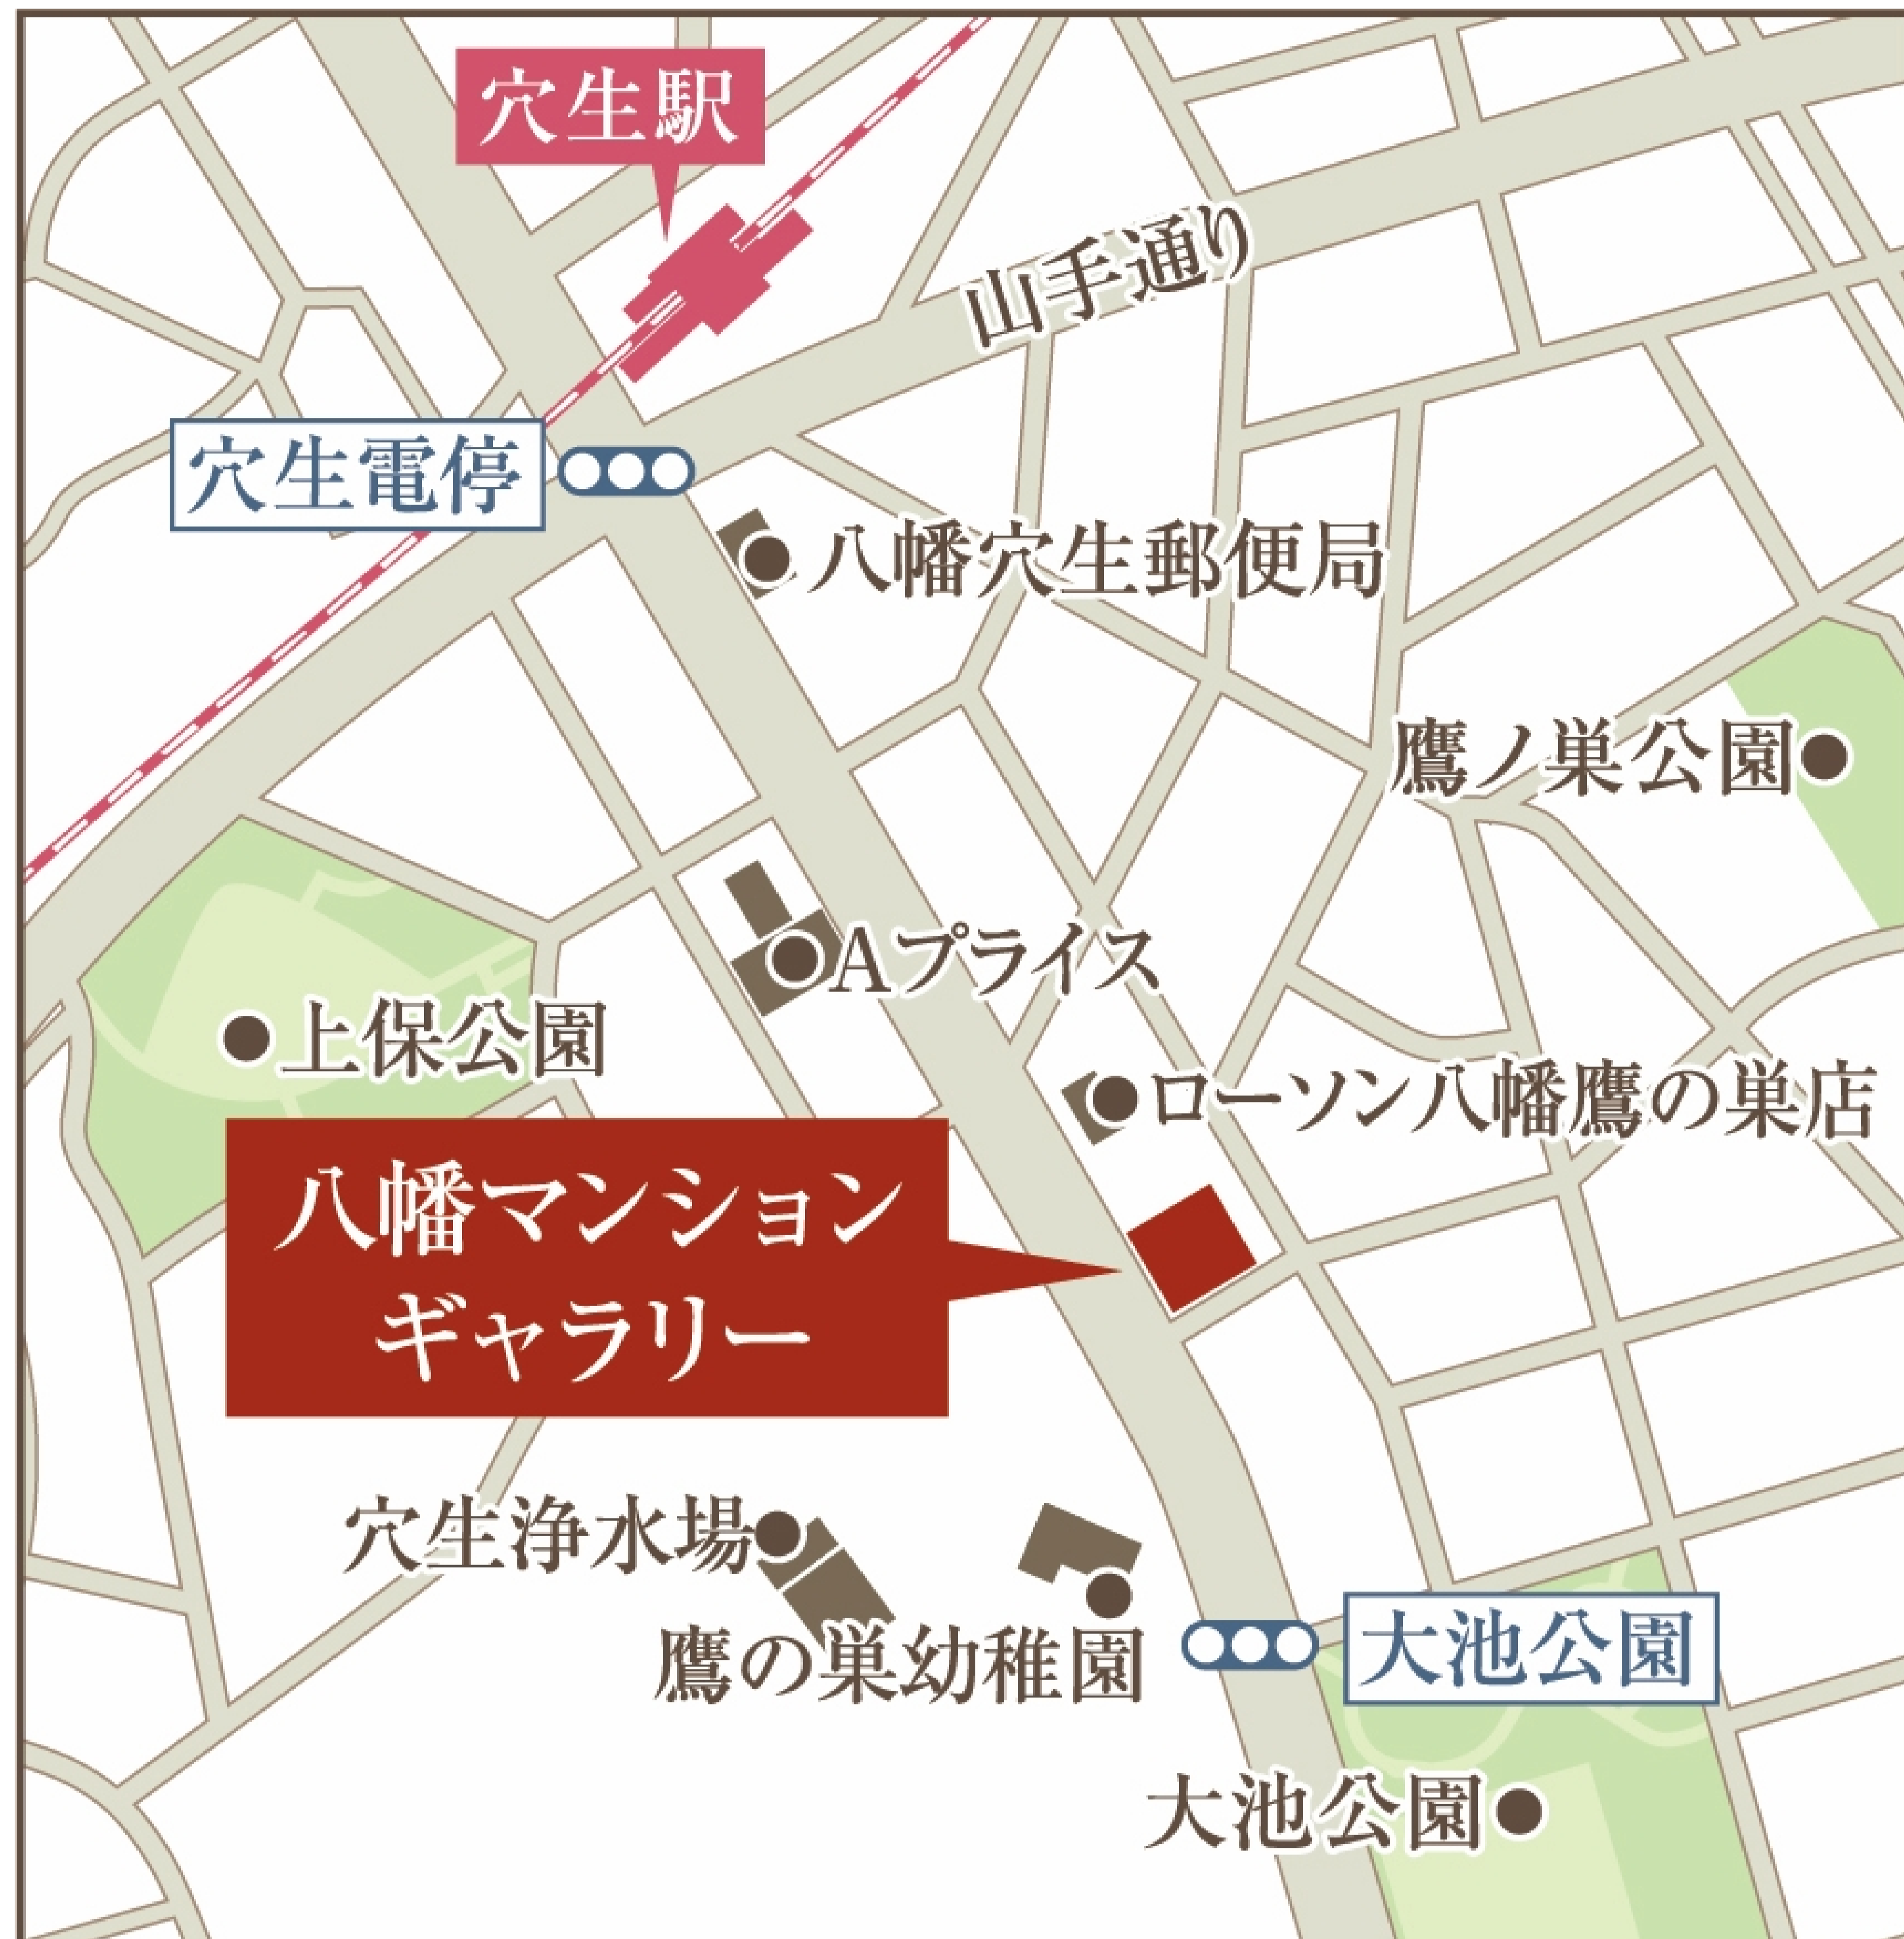 穴生駅
山手通り
穴生電停
八幡穴生郵便局
鷹ノ巣公園
Aプライス
上保公園
ローソン八幡鷹の巣店
八幡マンション
ギャラリー
穴生浄水場
鷹の巣幼稚園
大池公園
大池公園